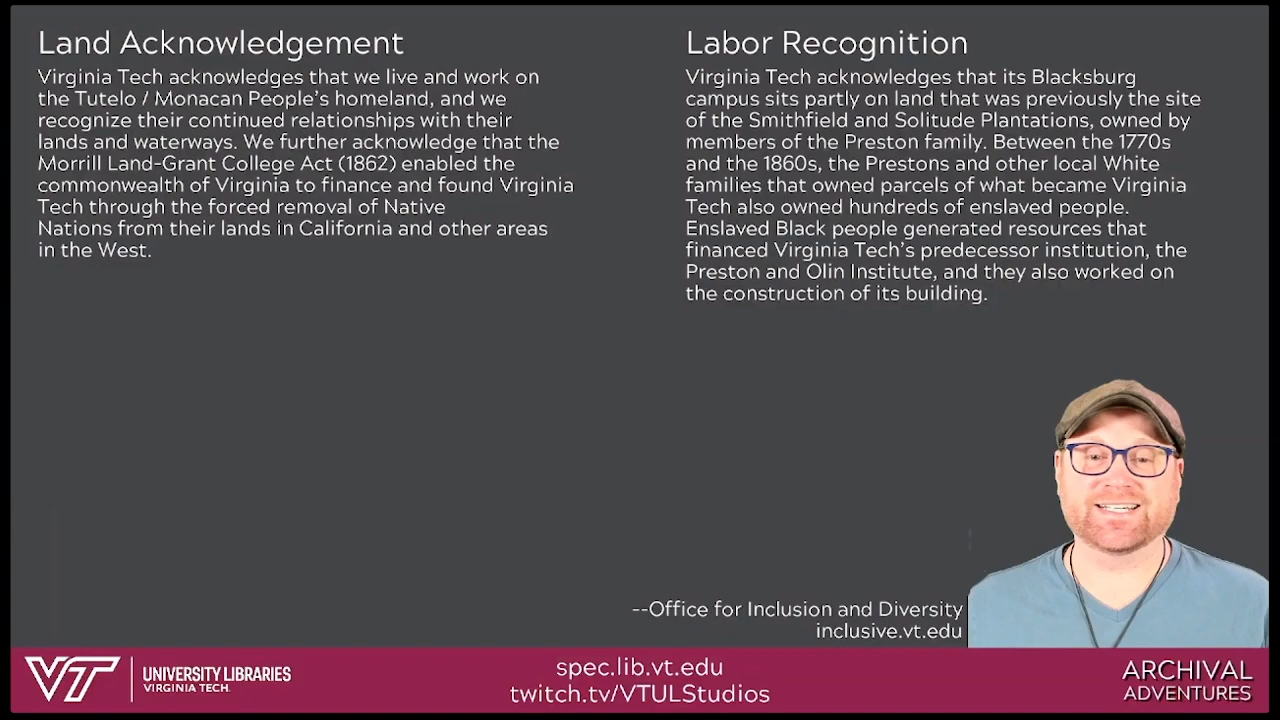 Land Acknowledgement
Virginia Tech acknowledges that we live and work on
the Tutelo / Monacan People's homeland, and we
recognize their continued relationships with their
lands and waterways. We further acknowledge that the
Morrill Land-Grant College Act (1862) enabled the
commonwealth of Virginia to finance and found Virginia
Tech through the forced removal of Native
Nations from their lands in California and other areas
in the West.
Labor Recognition
Virginia Tech acknowledges that its Blacksburg
campus sits partly on land that was previously the site
of the Smithfield and Solitude Plantations, owned by
members of the Preston family. Between the 1770s
and the 1860s, the Prestons and other local White
families that owned parcels of what became Virginia
Tech also owned hundreds of enslaved people.
Enslaved Black people generated resources that
financed Virginia Tech's predecessor institution, the
Preston and Olin Institute, and they also worked on
the construction of its building.
--Office for Inclusion and Diversity
inclusive.vt.edu
VT
UNIVERSITY LIBRARIES
VIRGINIA TECH.
spec.lib.vt.edu
twitch.tv/VTULStudios
ARCHIVAL
ADVENTURES